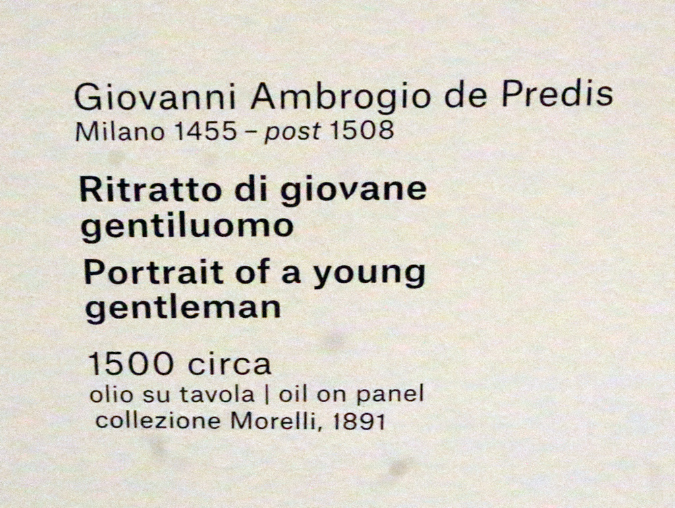 Giovanni Ambrogio de Predis
Milano 1455 – post 1508
Ritratto di giovane
gentiluomo
Portrait of a young
gentleman
1500 circa
olio su tavola | oil on panel
collezione Morelli, 1891